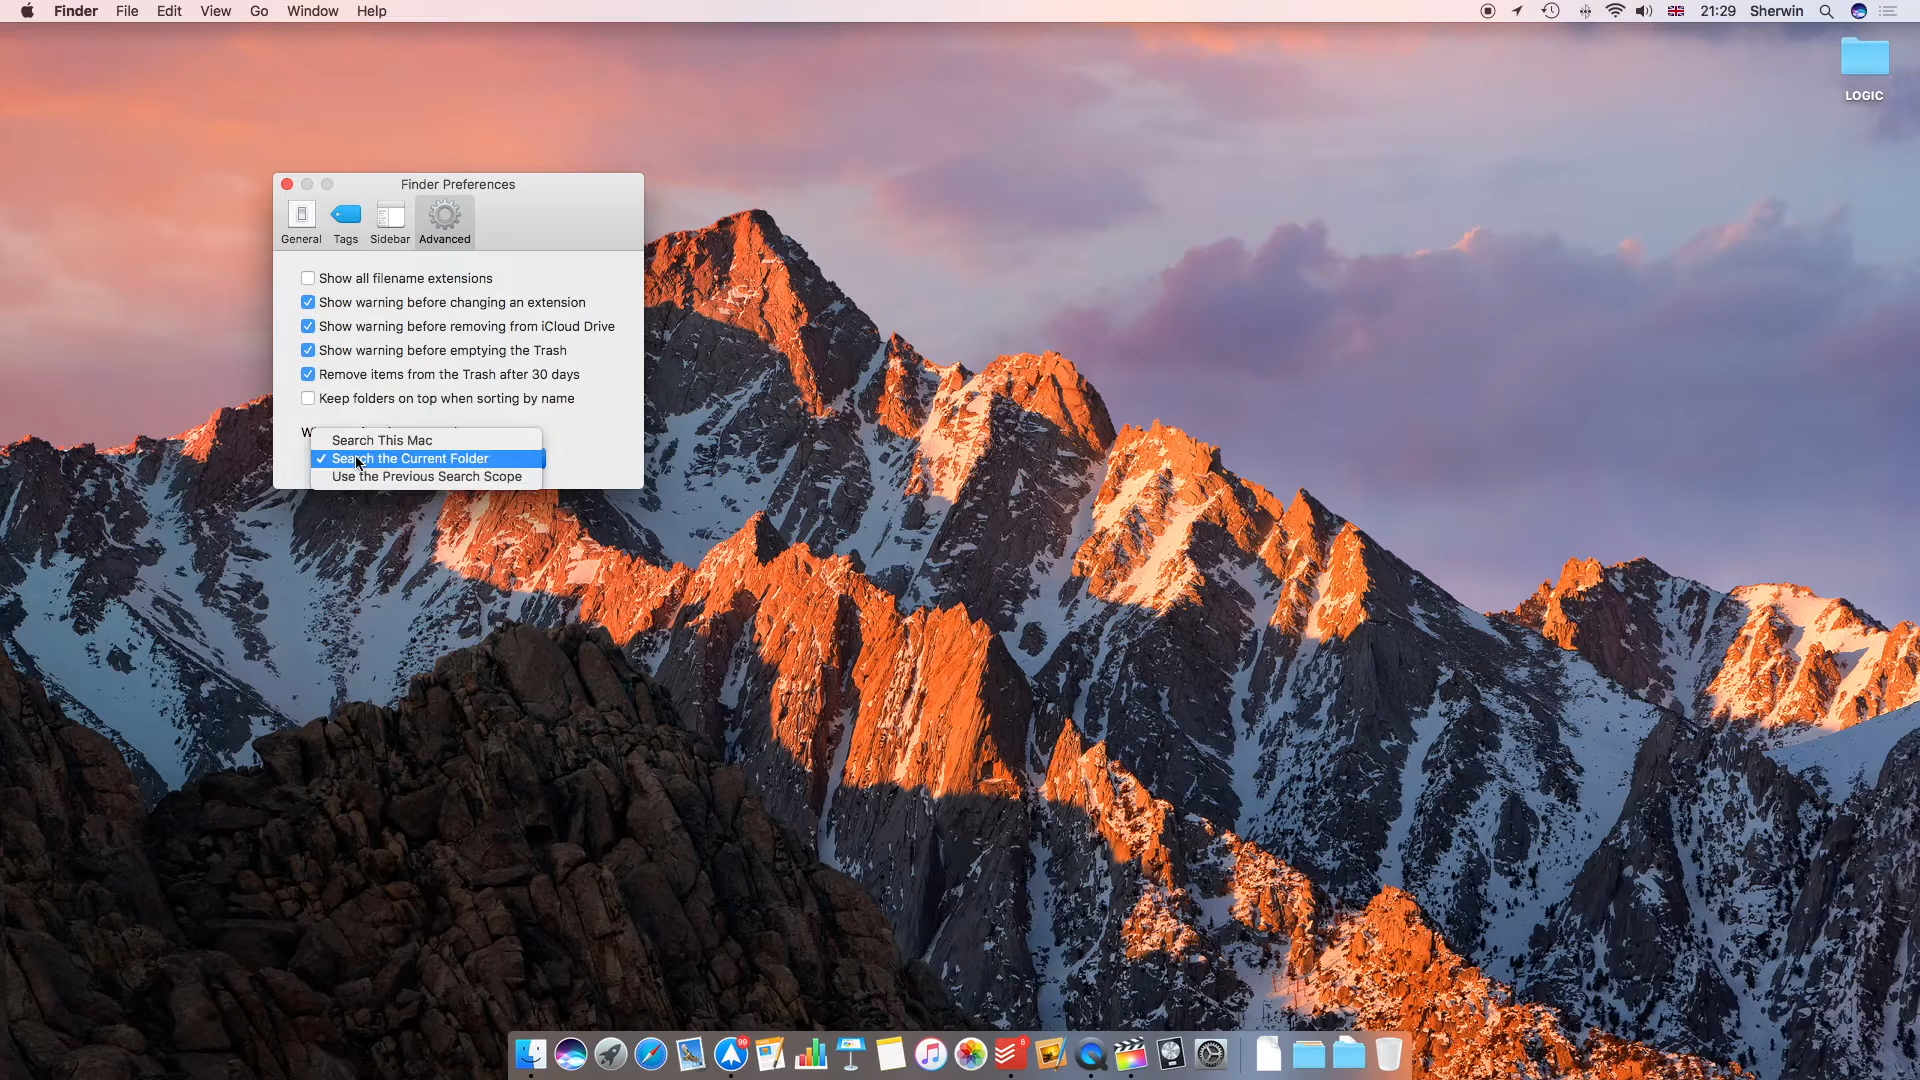 Finder File Edit View Go Window Help
21:29 Sherwin
LOGIC
Finder Preferences
General Tags Sidebar Advanced
Show all filename extensions
Show warning before changing an extension
Show warning before removing from iCloud Drive
Show warning before emptying the Trash
Remove items from the Trash after 30 days
Keep folders on top when sorting by name
Search This Mac
Search the Current Folder
Use the Previous Search Scope
99
6